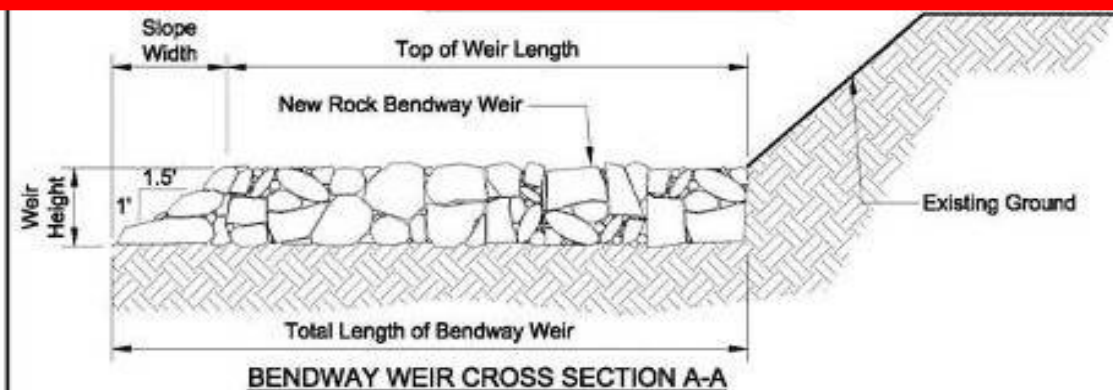 Slope
Width
Top of Weir Length
New Rock Bendway Weir
Weir
Height
1.5'
1'
Existing Ground
Total Length of Bendway Weir
BENDWAY WEIR CROSS SECTION A-A